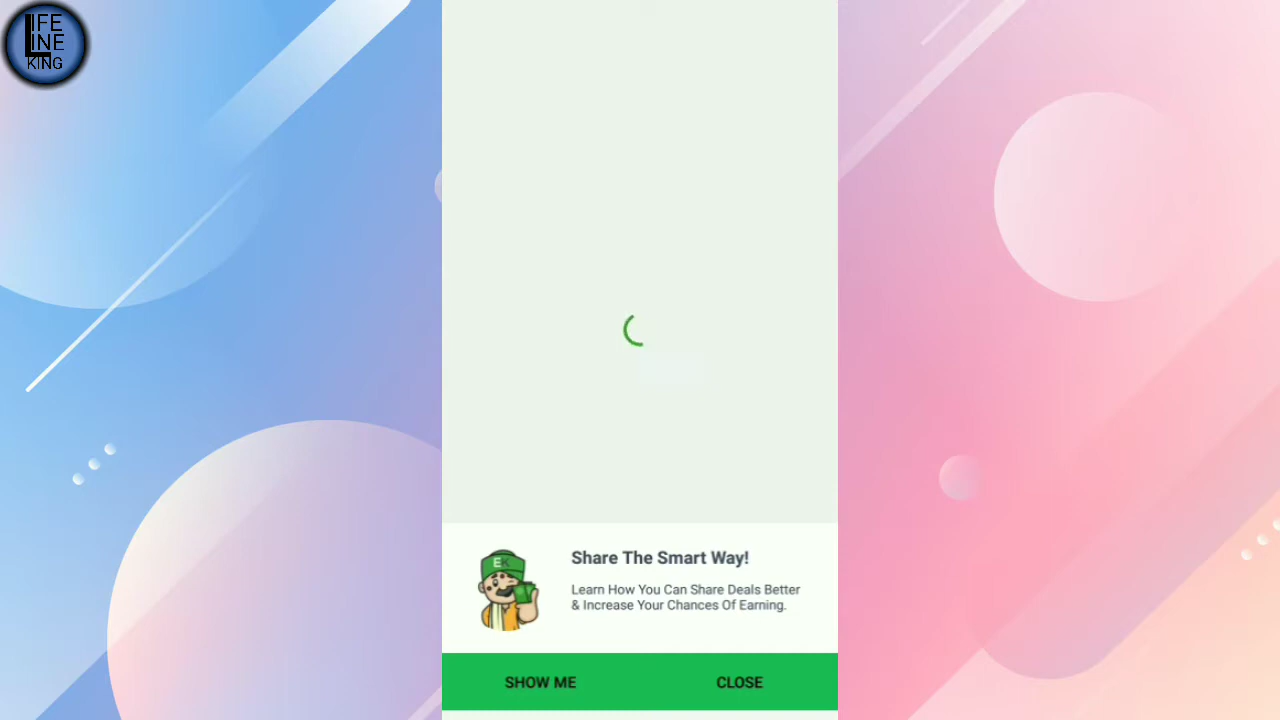 LIFE
LINE
KING
EK
Share The Smart Way!
Learn How You Can Share Deals Better
& Increase Your Chances Of Earning.
SHOW ME
CLOSE